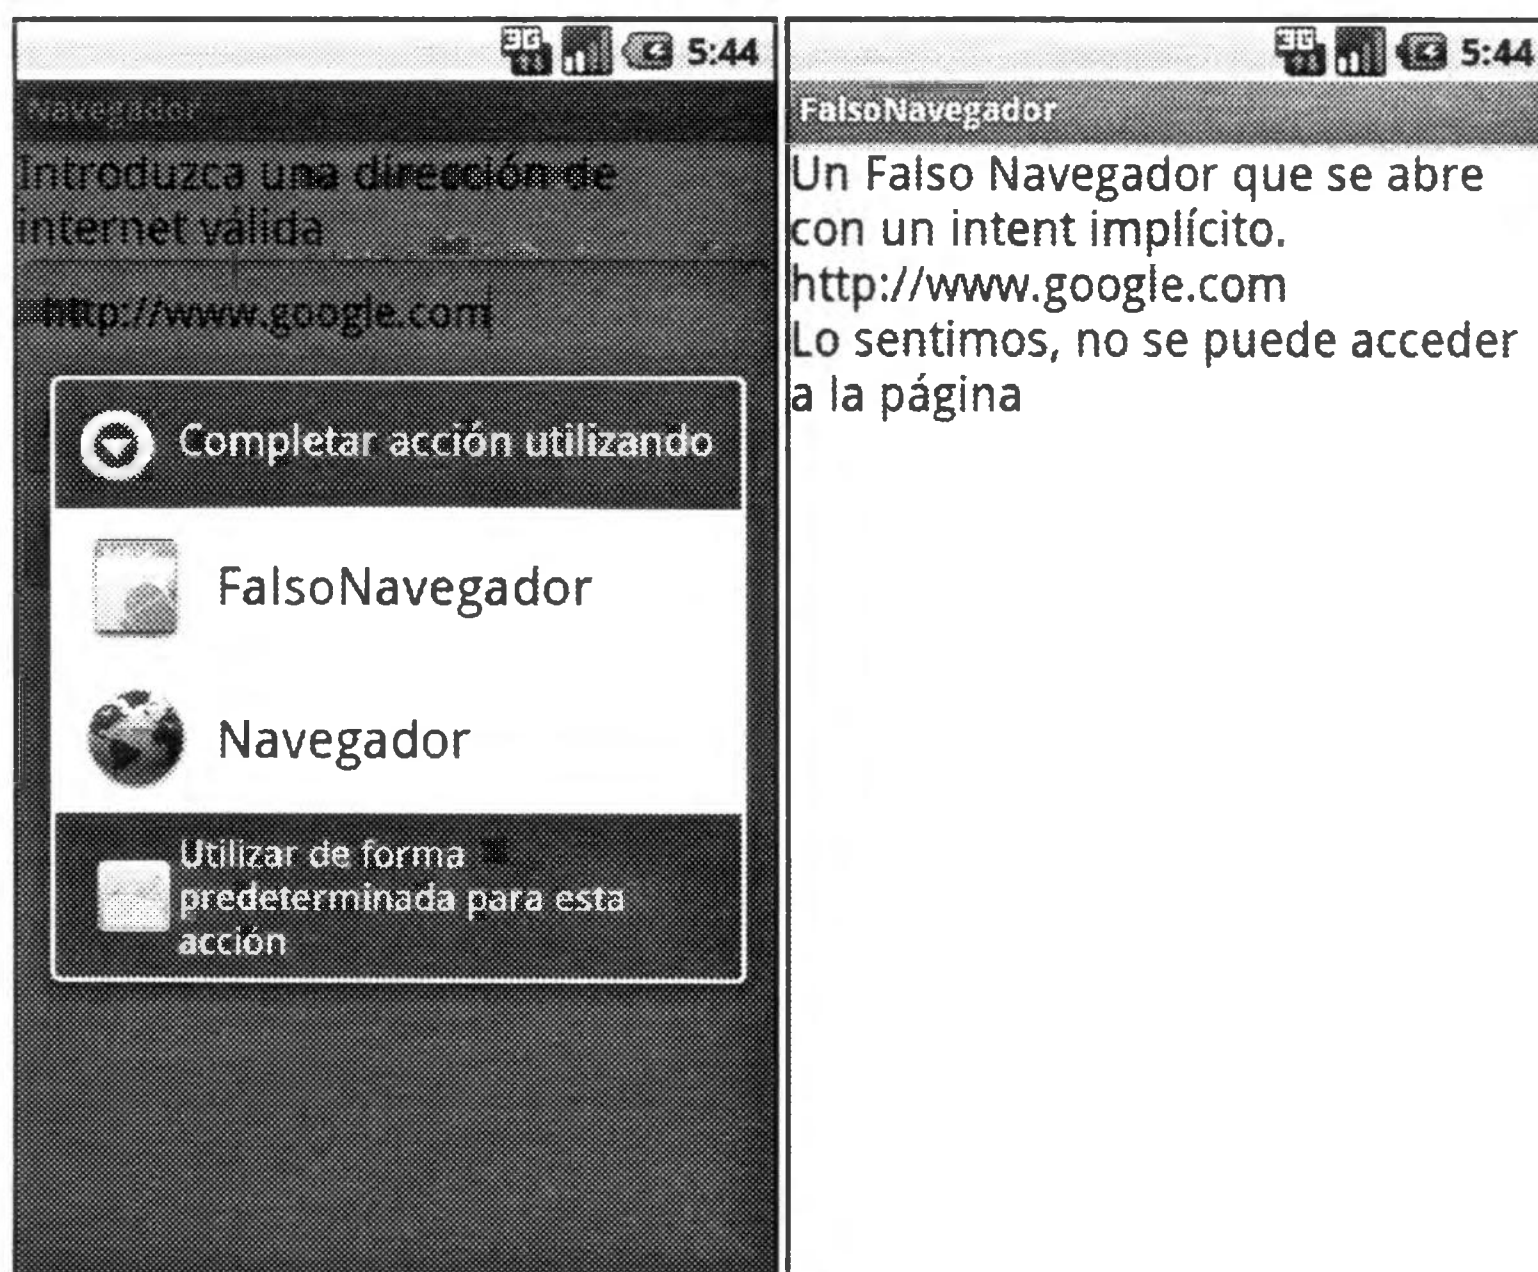 3G 5:44
Navegador
Introduzca una dirección de
internet válida
http://www.google.com
Completar acción utilizando
FalsoNavegador
Navegador
Utilizar de forma
predeterminada para esta
acción
3G 5:44
FalsoNavegador
Un Falso Navegador que se abre
con un intent implícito.
http://www.google.com
Lo sentimos, no se puede acceder
a la página